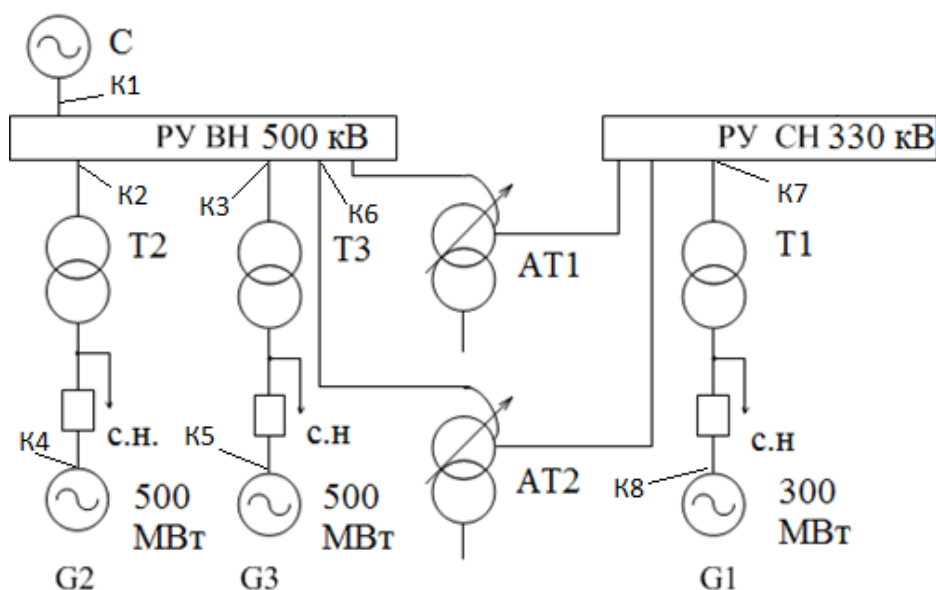 С
К1
РУ ВН 500 кВ
РУ СН 330 кВ
К2
К3
К6
К7
Т2
Т3
АТ1
Т1
с.н.
с.н
с.н
К4
К5
АТ2
К8
500
МВт
500
МВт
300
МВт
G2
G3
G1